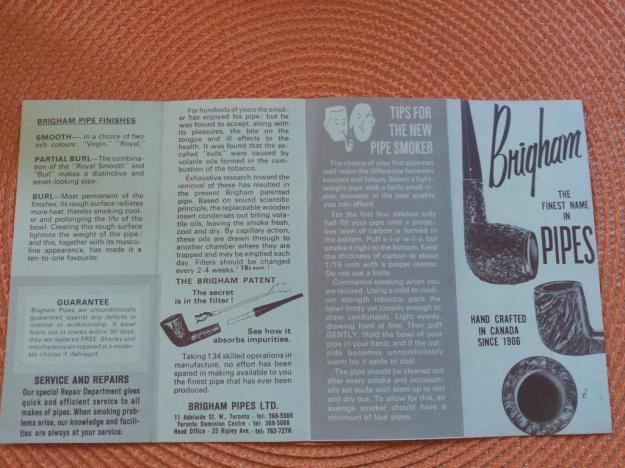 BRIGHAM PIPE FINISHES
SMOOTH — in a choice of two
rich colours: "Virgin," "Royal,"
PARTIAL BURL—The combina-
tion of the "Royal Smooth" and
"Burl" makes a distinctive and
smart-looking pipe.
BURL—Most permanent of the
finishes, its rough surface radiates
more heat, thereby smoking cool-
er and prolonging the life of the
bowl. Creating this rough surface
lightens the weight of the pipe;
and this, together with its mascu-
line appearance, has made it a
ten-to-one favourite.
GUARANTEE
Brigham Pipes are unconditionally
guaranteed against any defects in
material or workmanship. If bowl
burns out or cracks within 90 days
they are replaced FREE. Shanks and
mouthpieces are repaired at a moder-
ate charge if damaged.
SERVICE AND REPAIRS
Our special Repair Department gives
quick and efficient service to all
makes of pipes. When smoking prob-
lems arise, our knowledge and facili-
ties are always at your service.
For hundreds of years the smok-
er has enjoyed his pipe; but he
was forced to accept, along with
its pleasures, the bite on the
tongue and ill effects to the
health. It was found that the so-
called "evils" were caused by
volatile oils formed in the com-
bustion of the tobacco.
Exhaustive research toward the
removal of these has resulted in
the present Brigham patented
pipe. Based on sound scientific
principle, the replaceable wooden
insert condenses out biting vola-
tile oils, leaving the smoke fresh,
cool and dry. By capillary action,
these oils are drawn through to
another chamber where they are
trapped and may be emptied each
day. Filters should be changed
every 2-4 weeks. 10¢ each!
THE BRIGHAM PATENT
The secret
is in the filter!
See how it
absorbs impurities.
Taking 134 skilled operations in
manufacture, no effort has been
spared in making available to you
the finest pipe that has ever been
produced.
BRIGHAM PIPES LTD.
11 Adelaide St. W., Toronto - tel: 368-5568
Toronto Dominion Centre - tel: 368-5088
Head Office - 25 Ripley Ave. - tel: 762-7278
TIPS FOR
THE NEW
PIPE SMOKER
The choice of your first pipe can
well make the difference between
success and failure. Select a light-
weight pipe with a fairly small in-
side diameter in the best quality
you can afford.
For the first few smokes only
half-fill your pipe until a protec-
tive layer of carbon is formed in
the bottom. Puff s-l-o-w-l-y, but
smoke it right to the bottom. Keep
the thickness of carbon to about
1/16 inch with a proper reamer.
Do not use a knife.
Commence smoking when you
are relaxed. Using a mild to med-
ium strength tobacco, pack the
bowl firmly yet loosely enough to
draw comfortably. Light evenly,
drawing hard at first. Then puff
GENTLY. Hold the bowl of your
pipe in your hand, and if the out-
side becomes uncomfortably
warm lay it aside to cool.
The pipe should be cleaned out
after every smoke and occasion-
ally set aside with stem up to rest
and dry out. To allow for this, an
average smoker should have a
minimum of four pipes.
Brigham
THE
FINEST NAME
IN
PIPES
HAND CRAFTED
IN CANADA
SINCE 1906